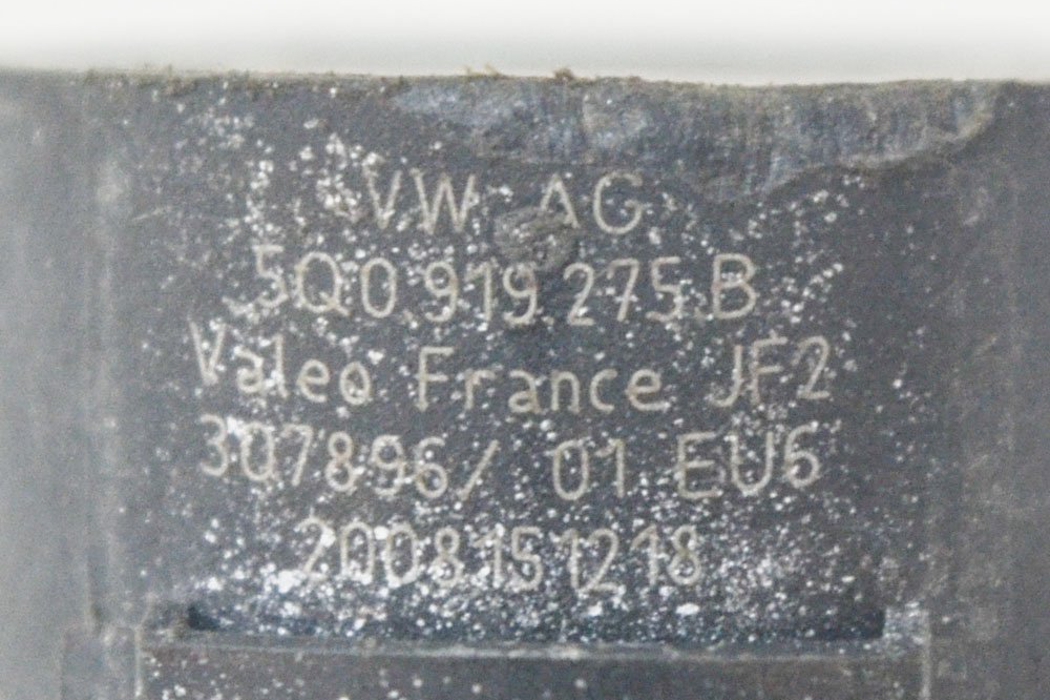 VW AG
5Q0 919 275 B
Valeo France JF2
307896/ 01 EU6
2008151218